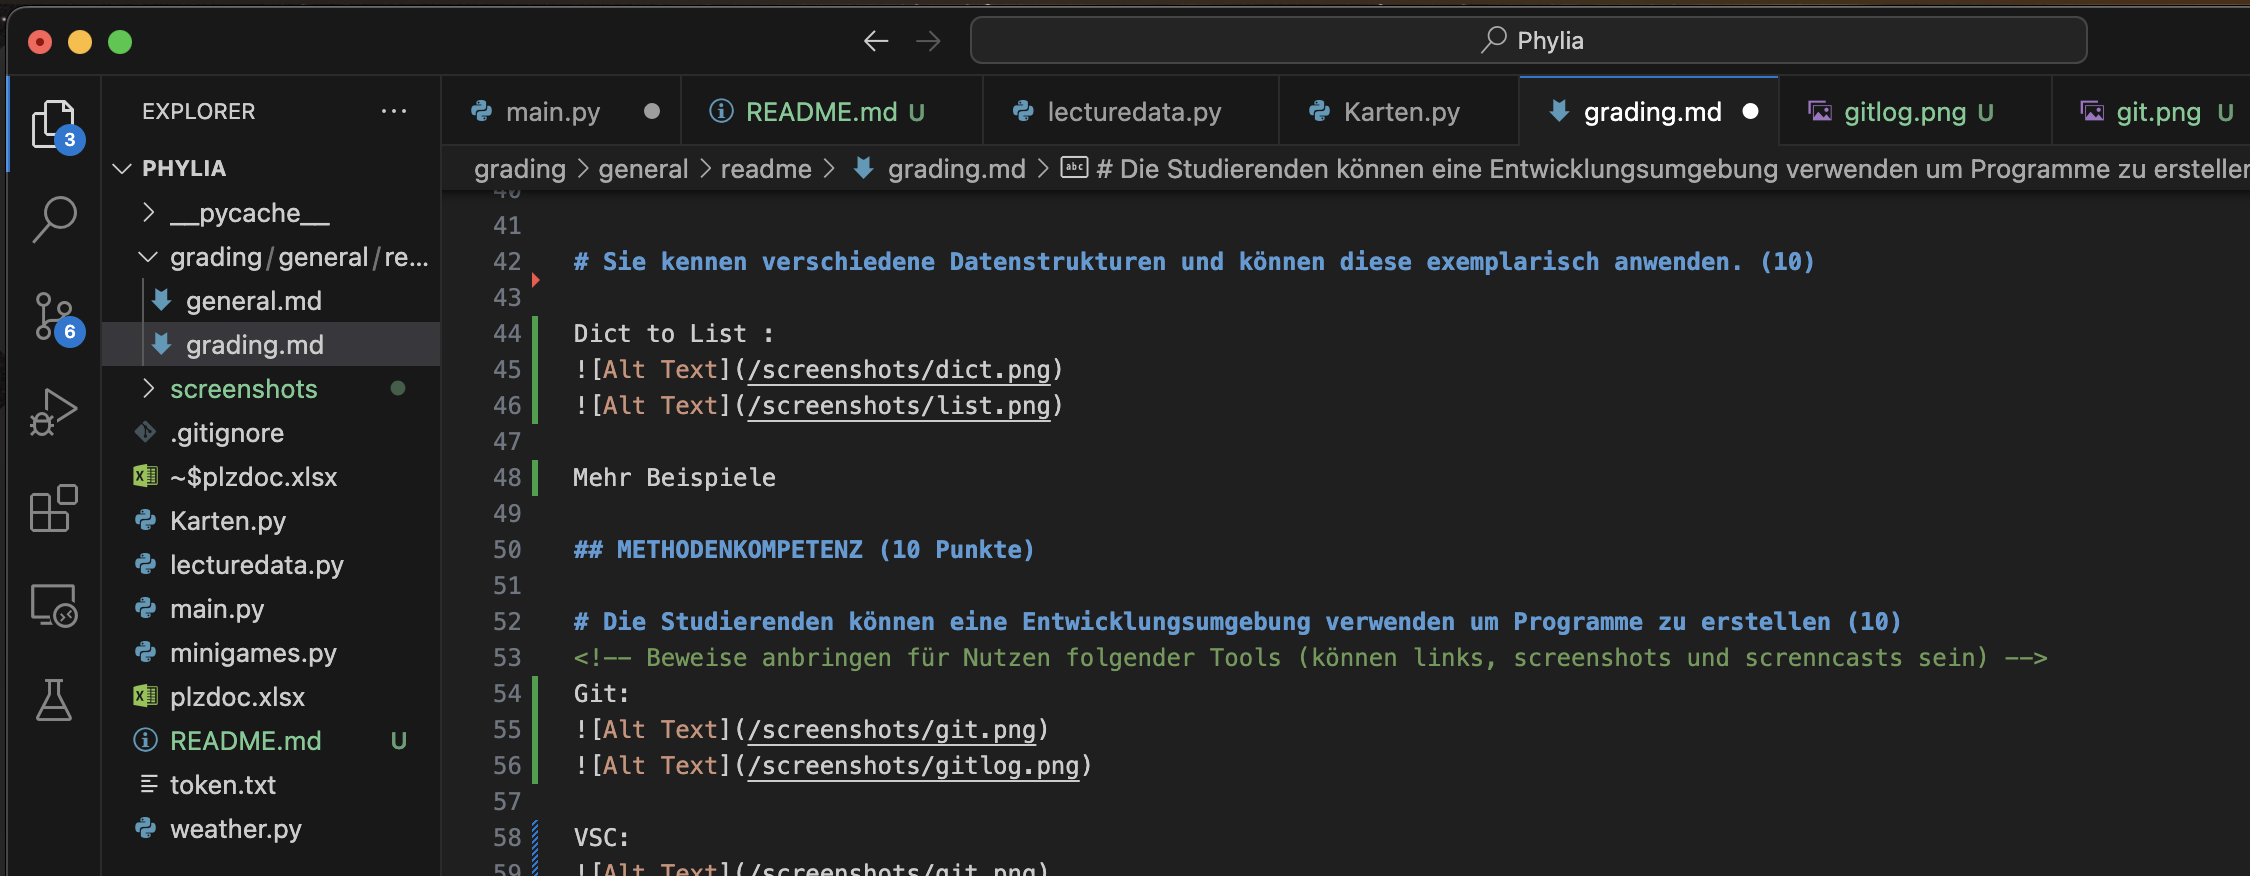 Phylia
3
6
EXPLORER ...
PHYLIA
__pycache__
grading/general/re...
general.md
grading.md
screenshots
.gitignore
~$plzdoc.xlsx
Karten.py
lecturedata.py
main.py
minigames.py
plzdoc.xlsx
README.md U
token.txt
weather.py
main.py README.md U lecturedata.py Karten.py grading.md gitlog.png U git.png U
grading > general > readme > grading.md > abc # Die Studierenden können eine Entwicklungsumgebung verwenden um Programme zu erstellen
40
41
42 # Sie kennen verschiedene Datenstrukturen und können diese exemplarisch anwenden. (10)
43
44 Dict to List :
45 ![Alt Text](/screenshots/dict.png)
46 ![Alt Text](/screenshots/list.png)
47
48 Mehr Beispiele
49
50 ## METHODENKOMPETENZ (10 Punkte)
51
52 # Die Studierenden können eine Entwicklungsumgebung verwenden um Programme zu erstellen (10)
53 <!-- Beweise anbringen für Nutzen folgender Tools (können links, screenshots und screnncasts sein) -->
54 Git:
55 ![Alt Text](/screenshots/git.png)
56 ![Alt Text](/screenshots/gitlog.png)
57
58 VSC:
59 ![Alt Text](/screenshots/git.png)